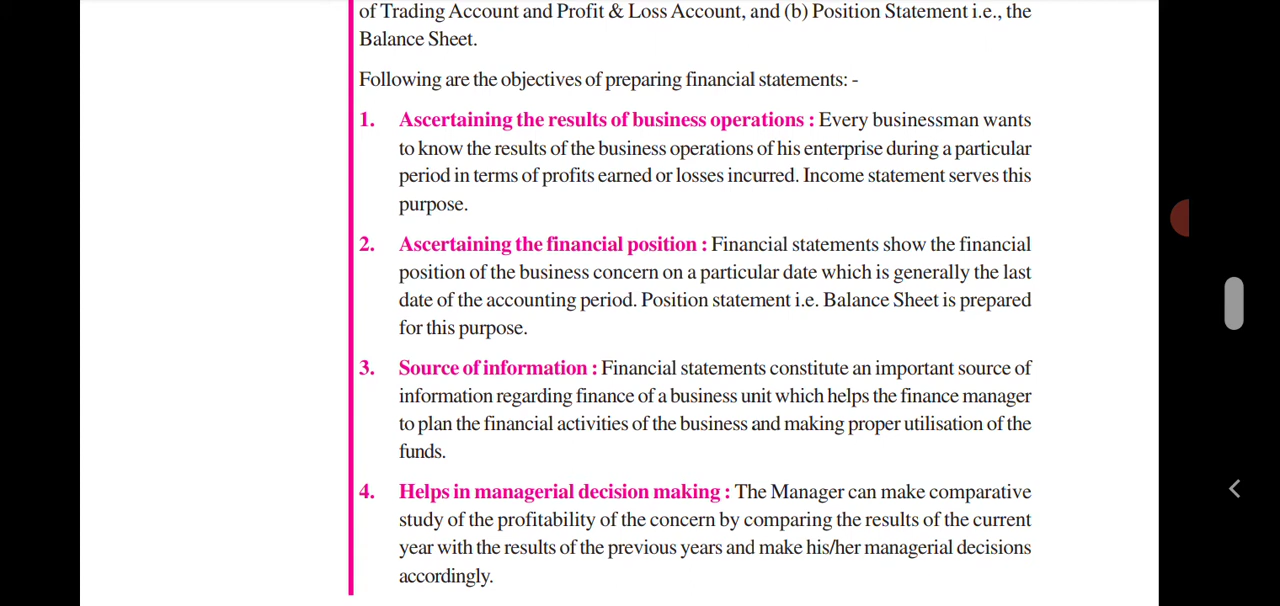 of Trading Account and Profit & Loss Account, and (b) Position Statement i.e., the
Balance Sheet.
Following are the objectives of preparing financial statements: -
1. Ascertaining the results of business operations : Every businessman wants
to know the results of the business operations of his enterprise during a particular
period in terms of profits earned or losses incurred. Income statement serves this
purpose.
2. Ascertaining the financial position : Financial statements show the financial
position of the business concern on a particular date which is generally the last
date of the accounting period. Position statement i.e. Balance Sheet is prepared
for this purpose.
3. Source of information : Financial statements constitute an important source of
information regarding finance of a business unit which helps the finance manager
to plan the financial activities of the business and making proper utilisation of the
funds.
4. Helps in managerial decision making : The Manager can make comparative
study of the profitability of the concern by comparing the results of the current
year with the results of the previous years and make his/her managerial decisions
accordingly.